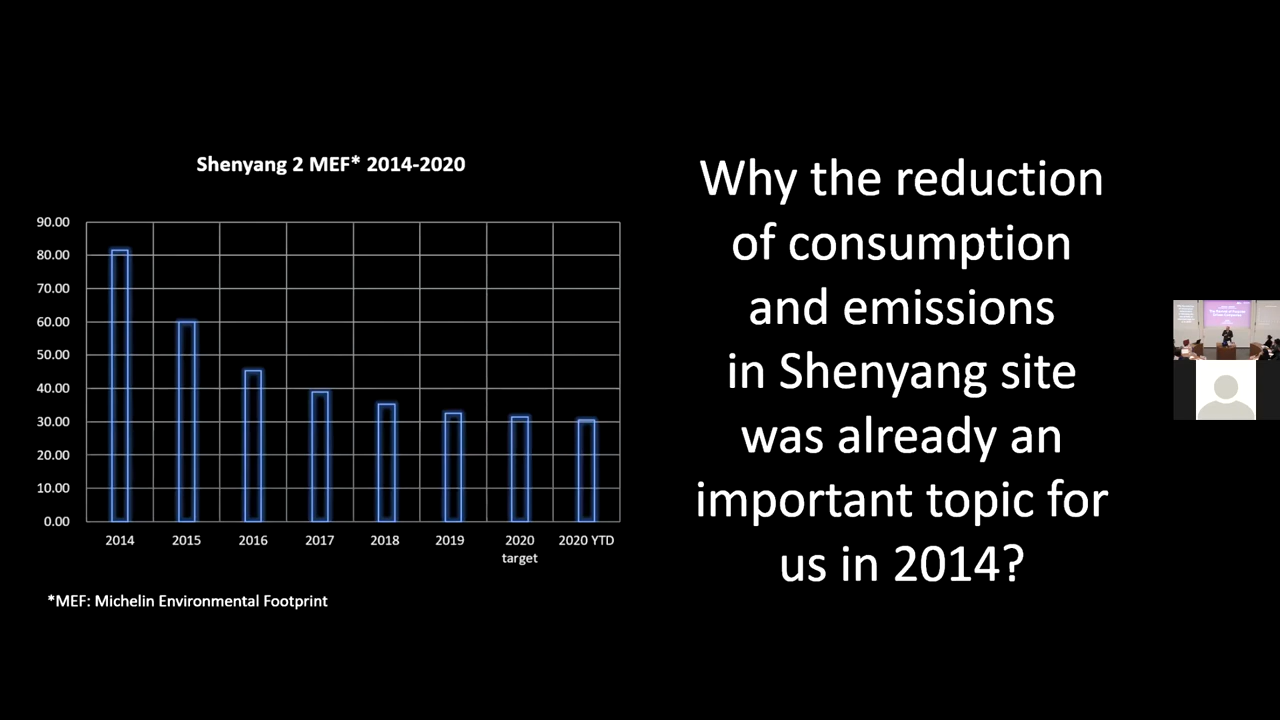 Shenyang 2 MEF* 2014-2020
90.00
80.00
70.00
60.00
50.00
40.00
30.00
20.00
10.00
0.00
2014
2015
2016
2017
2018
2019
2020
target
2020 YTD
*MEF: Michelin Environmental Footprint
Why the reduction
of consumption
and emissions
in Shenyang site
was already an
important topic for
us in 2014?